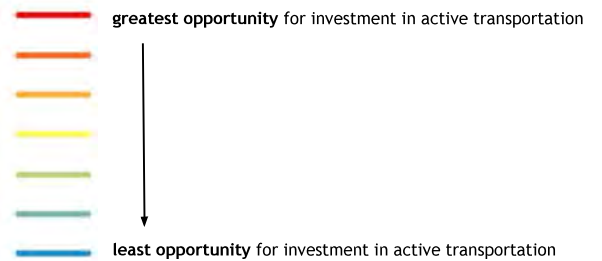 greatest opportunity for investment in active transportation
least opportunity for investment in active transportation